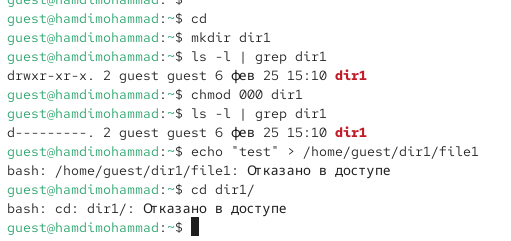 guest@hamdimohammad:~$
guest@hamdimohammad:~$ cd
guest@hamdimohammad:~$ mkdir dir1
guest@hamdimohammad:~$ ls -l | grep dir1
drwxr-xr-x. 2 guest guest 6 фев 25 15:10 dir1
guest@hamdimohammad:~$ chmod 000 dir1
guest@hamdimohammad:~$ ls -l | grep dir1
d---------. 2 guest guest 6 фев 25 15:10 dir1
guest@hamdimohammad:~$ echo "test" > /home/guest/dir1/file1
bash: /home/guest/dir1/file1: Отказано в доступе
guest@hamdimohammad:~$ cd dir1/
bash: cd: dir1/: Отказано в доступе
guest@hamdimohammad:~$